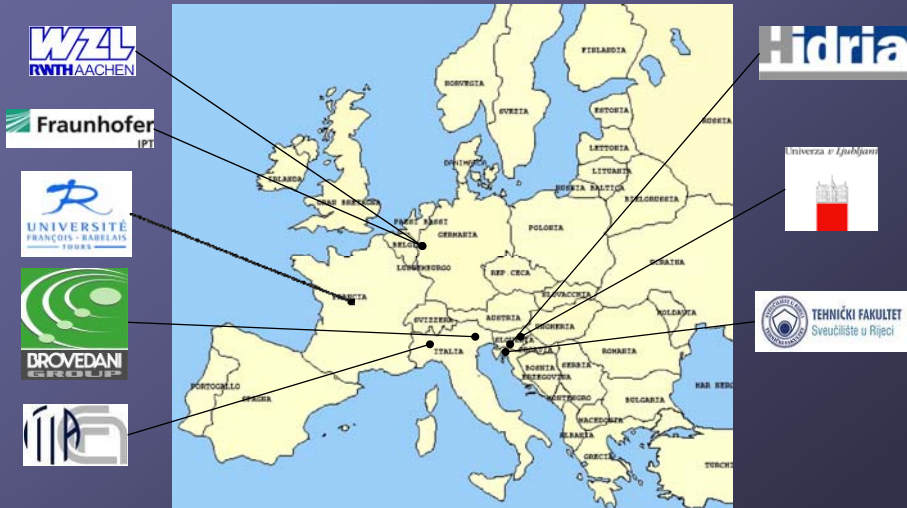 WZL
RWTH AACHEN
Fraunhofer
IPT
UNIVERSITÉ
FRANÇOIS - RABELAIS
TOURS
BROVEDANI
GROUP
ITIA
Hidria
Univerza v Ljubljani
TEHNIČKI FAKULTET
Sveučilište u Rijeci
FINLANDIA
NORVEGIA
SVEZIA
ESTONIA
RUSSIA
LETTONIA
DANIMARCA
LITUANIA
RUSSIA BALTICA
IRLANDA
BIELORUSSIA
GRAN BRETAGNA
PAESI BASSI
GERMANIA
POLONIA
BELGIO
UCRAINA
LUSSEMBURGO
REP.CECA
SLOVACCHIA
FRANCIA
MOLDAVIA
SVIZZERA
AUSTRIA
UNGHERIA
SLOVENIA
ITALIA
CROAZIA
ROMANIA
BOSNIA
ERZEGOVINA
SERBIA
PORTOGALLO
SPAGNA
MONTENEGRO
BULGARIA
MAR NERO
MACEDONIA
ALBANIA
GRECIA
TURCHI